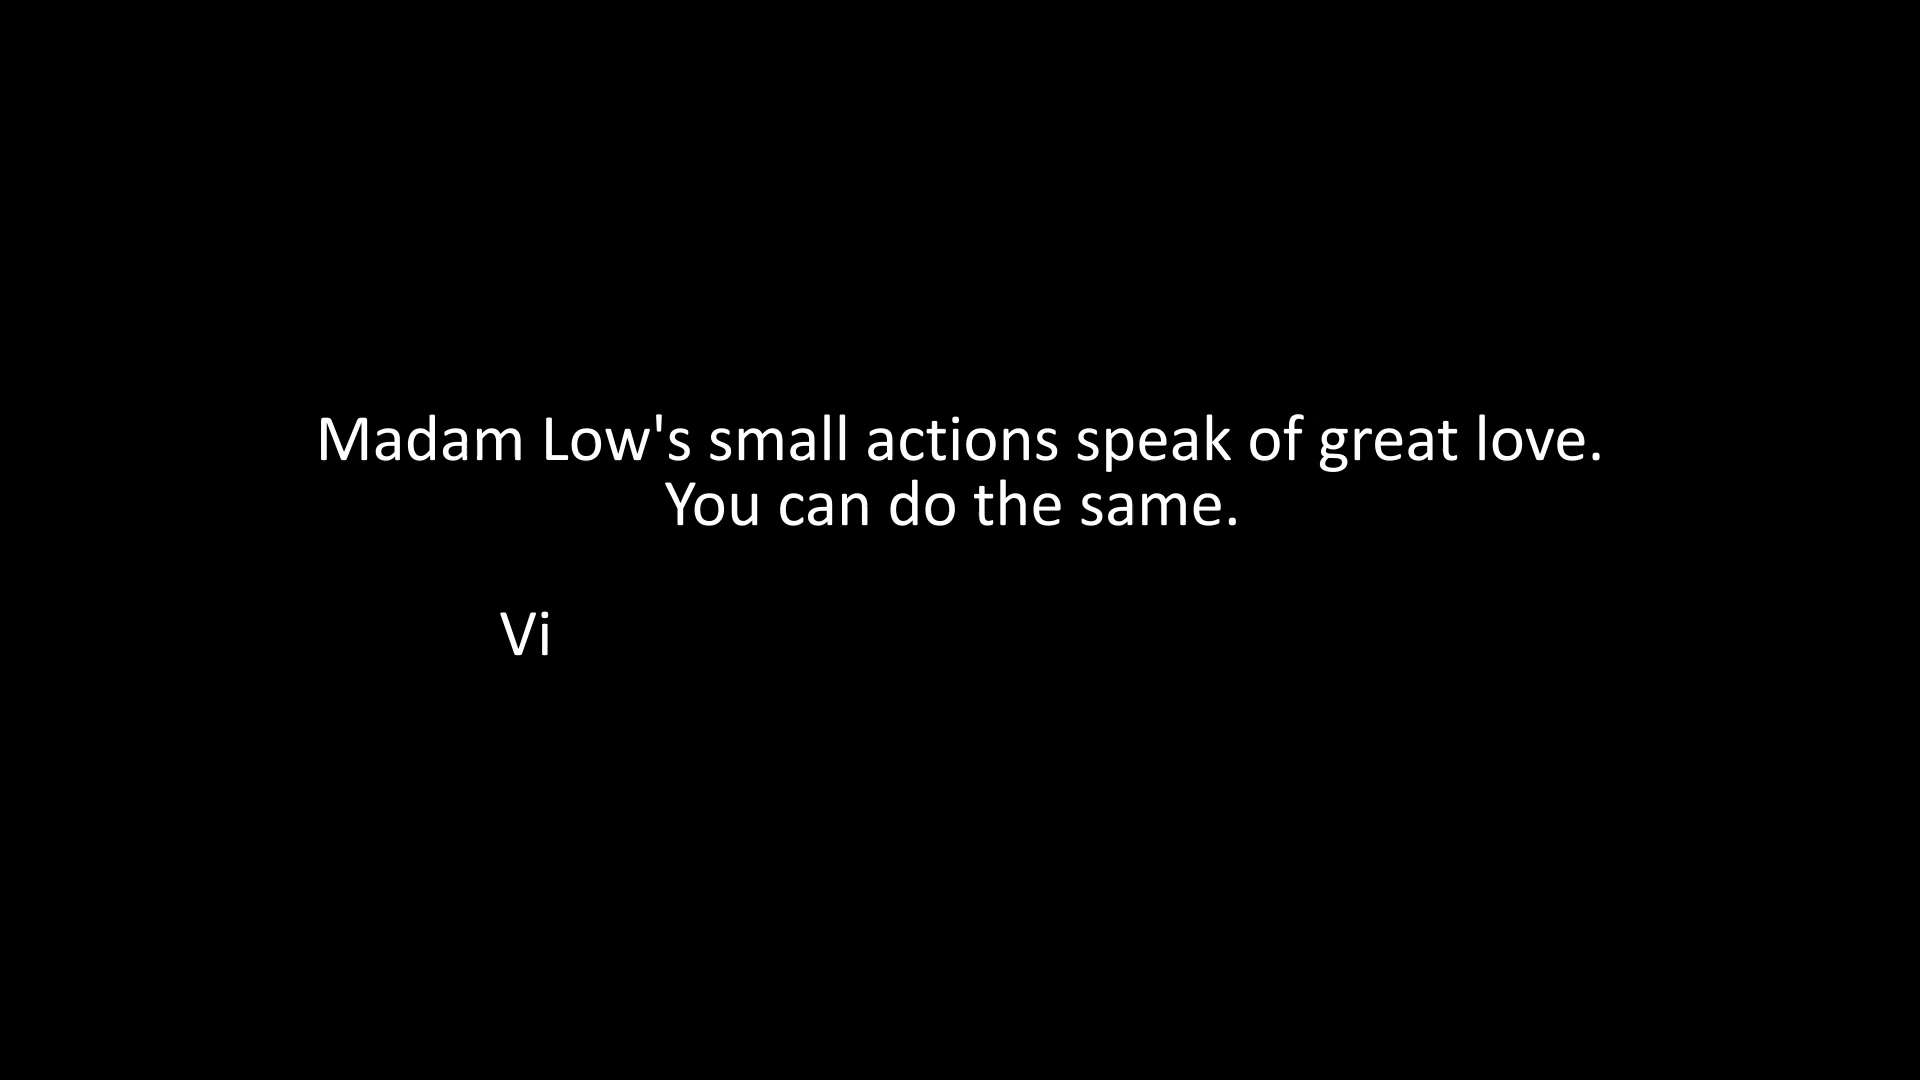 Madam Low's small actions speak of great love.
You can do the same.
Vi